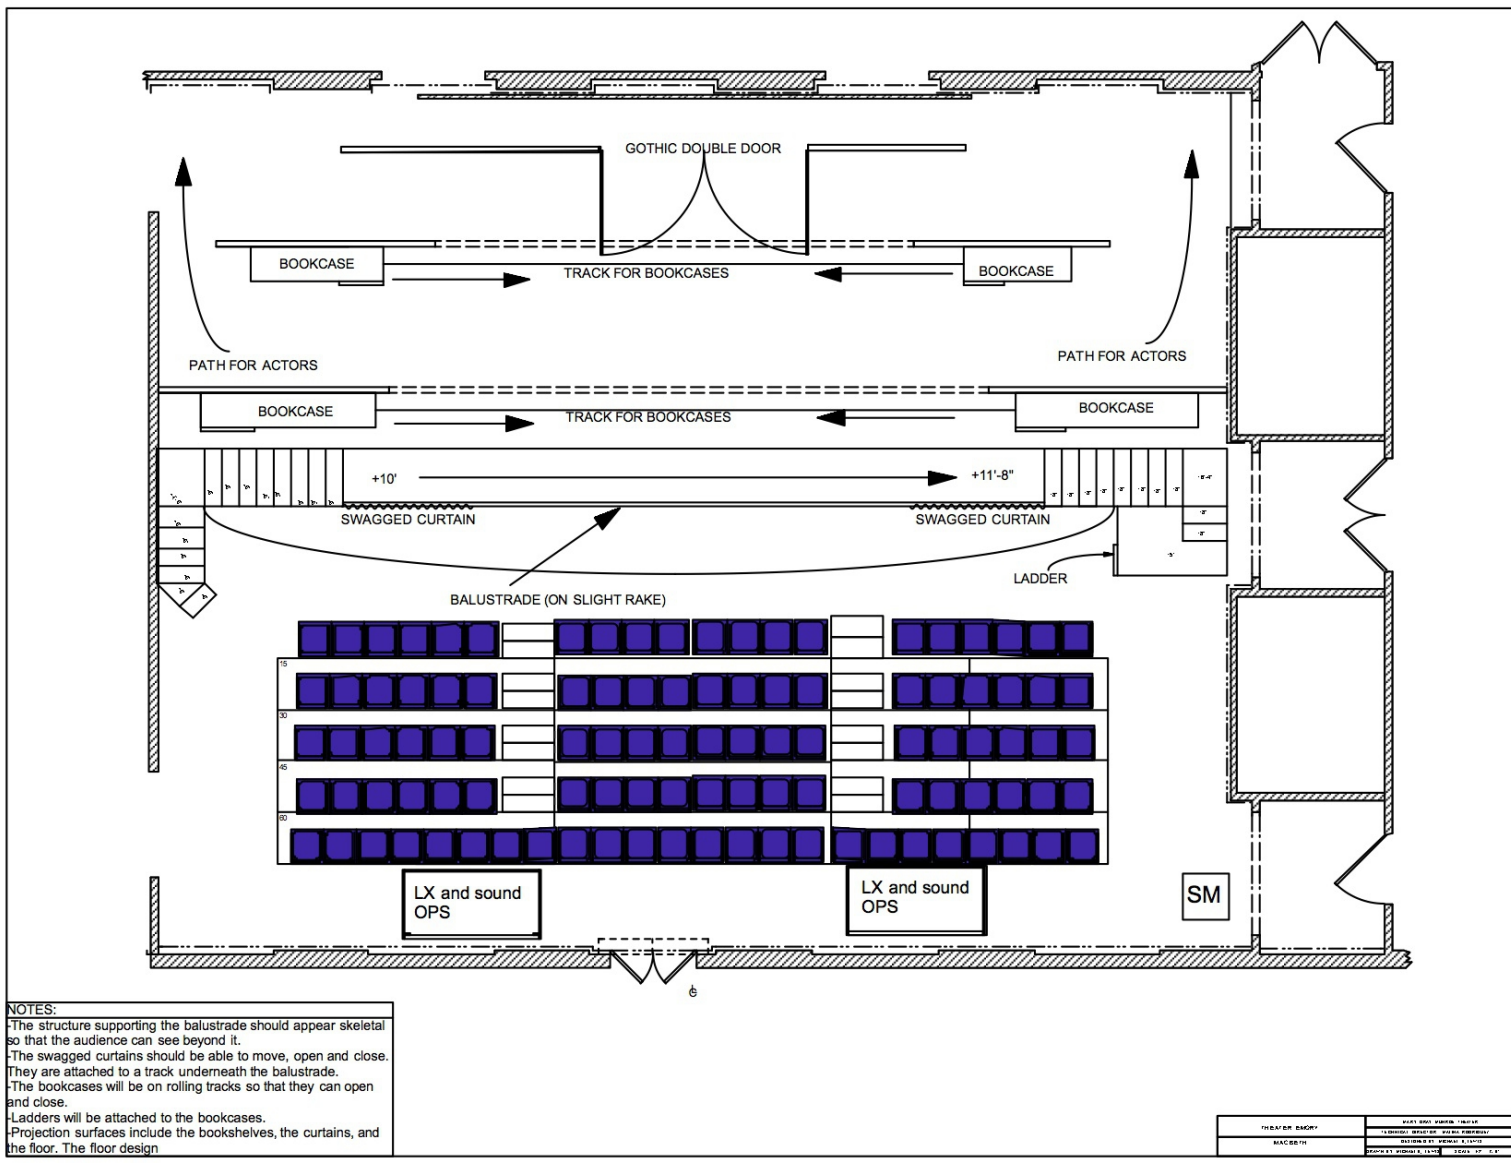 GOTHIC DOUBLE DOOR
BOOKCASE
TRACK FOR BOOKCASES
BOOKCASE
PATH FOR ACTORS
PATH FOR ACTORS
BOOKCASE
TRACK FOR BOOKCASES
BOOKCASE
+10'
+11'-8"
SWAGGED CURTAIN
SWAGGED CURTAIN
LADDER
BALUSTRADE (ON SLIGHT RAKE)
15
30
45
60
LX and sound
OPS
LX and sound
OPS
SM
NOTES:
-The structure supporting the balustrade should appear skeletal
so that the audience can see beyond it.
-The swagged curtains should be able to move, open and close.
They are attached to a track underneath the balustrade.
-The bookcases will be on rolling tracks so that they can open
and close.
-Ladders will be attached to the bookcases.
-Projection surfaces include the bookshelves, the curtains, and
the floor. The floor design
THEATER EMORY
MACBETH
MARY GRAY MUNROE THEATER